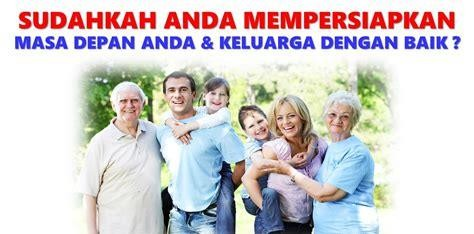 SUDAHKAH ANDA MEMPERSIAPKAN
MASA DEPAN ANDA & KELUARGA DENGAN BAIK ?